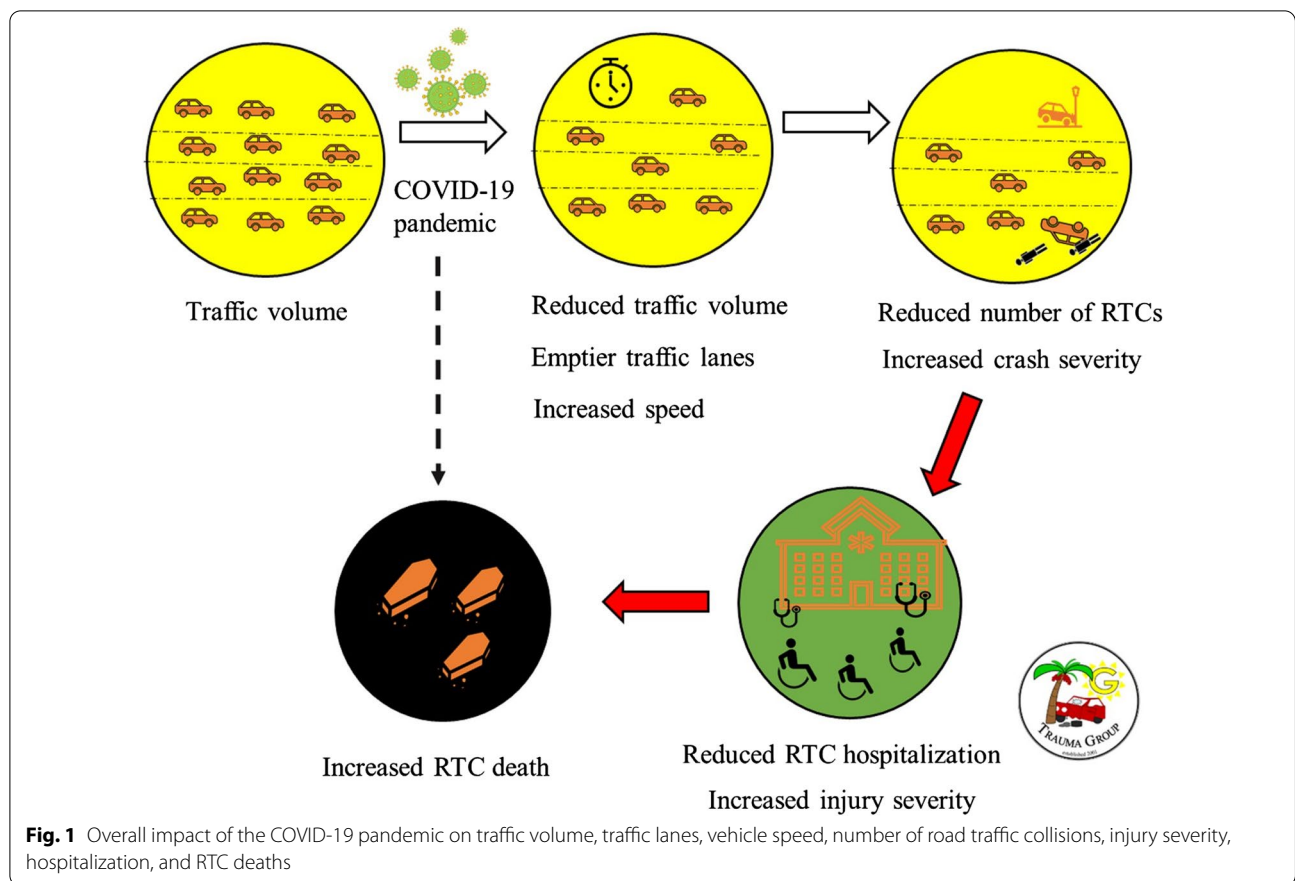 COVID-19
pandemic
Traffic volume
Reduced traffic volume
Emptier traffic lanes
Increased speed
Reduced number of RTCs
Increased crash severity
Increased RTC death
Reduced RTC hospitalization
Increased injury severity
G
TRAUMA GROUP
established 2001
Fig. 1 Overall impact of the COVID-19 pandemic on traffic volume, traffic lanes, vehicle speed, number of road traffic collisions, injury severity,
hospitalization, and RTC deaths